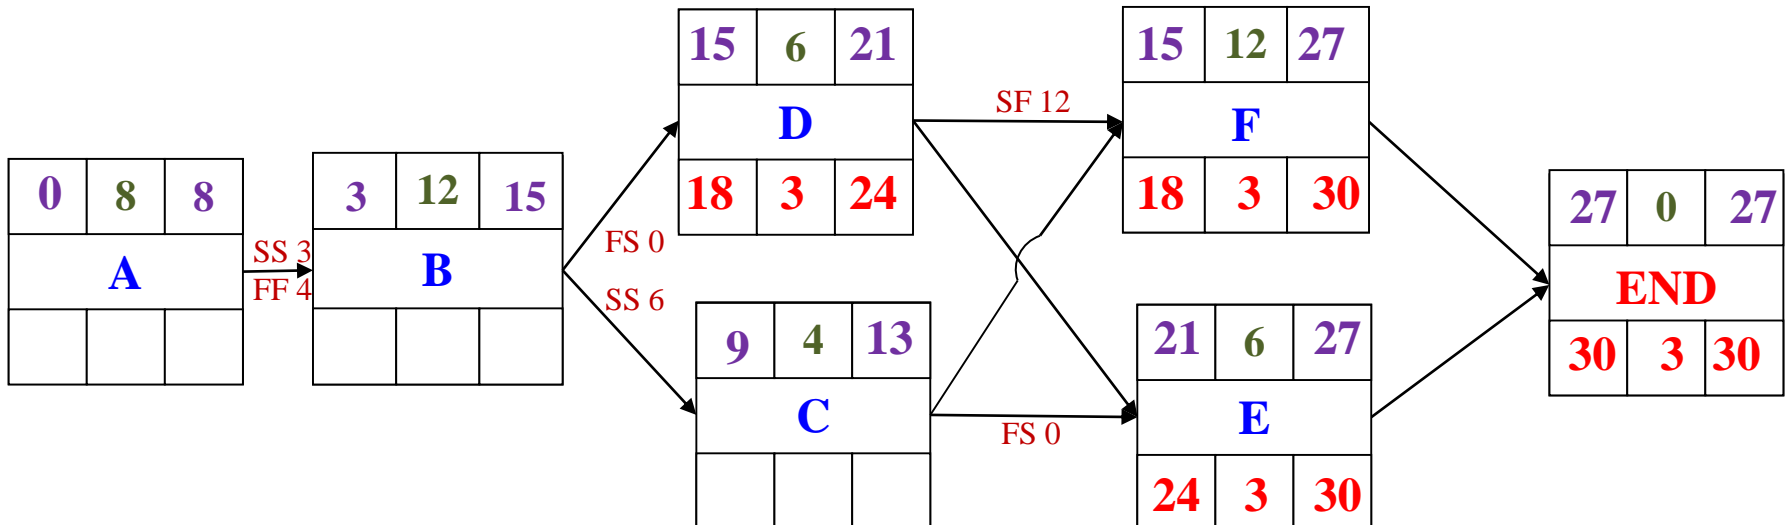 0 8 8
A
SS 3
FF 4
3 12 15
B
FS 0
SS 6
15 6 21
D
18 3 24
9 4 13
C
SF 12
FS 0
15 12 27
F
18 3 30
21 6 27
E
24 3 30
27 0 27
END
30 3 30